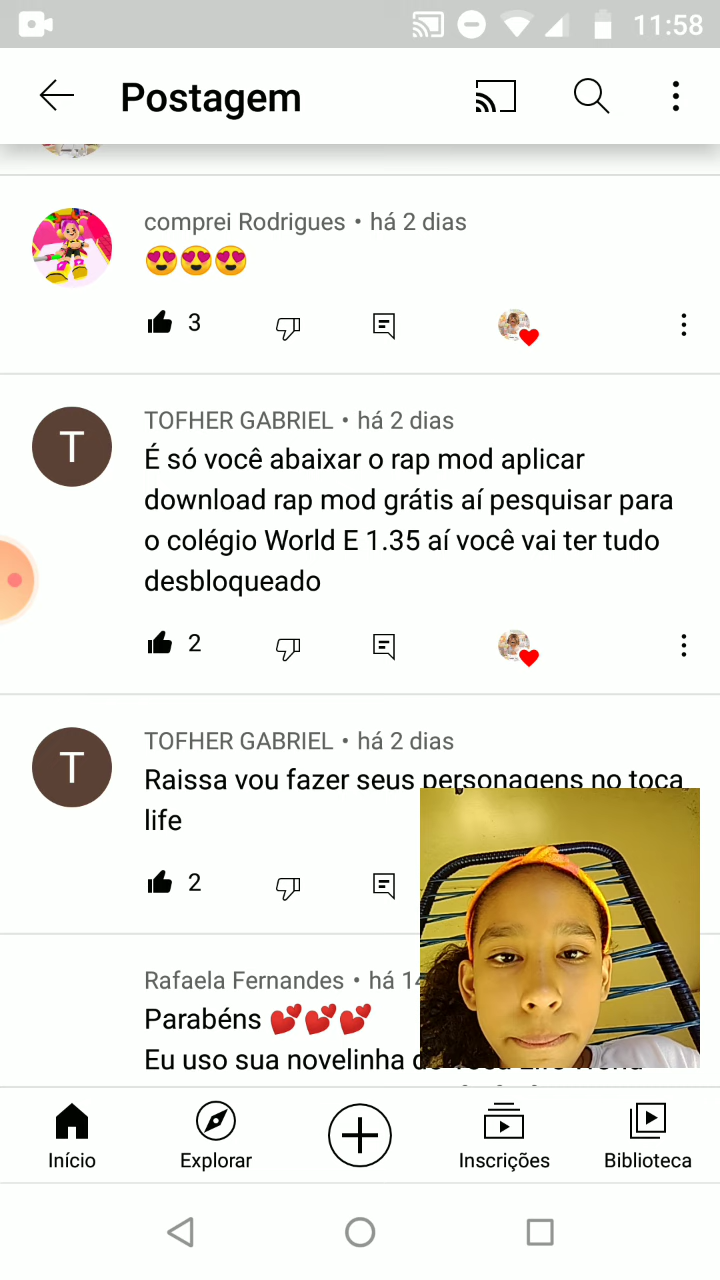 11:58
Postagem
comprei Rodrigues • há 2 dias
😍😍😍
3
T
TOFHER GABRIEL • há 2 dias
É só você abaixar o rap mod aplicar
download rap mod grátis aí pesquisar para
o colégio World E 1.35 aí você vai ter tudo
desbloqueado
2
T
TOFHER GABRIEL • há 2 dias
Raissa vou fazer seus personagens no toca
life
2
Rafaela Fernandes • há 14
Parabéns 💕💕💕
Eu uso sua novelinha
Início
Explorar
Inscrições
Biblioteca